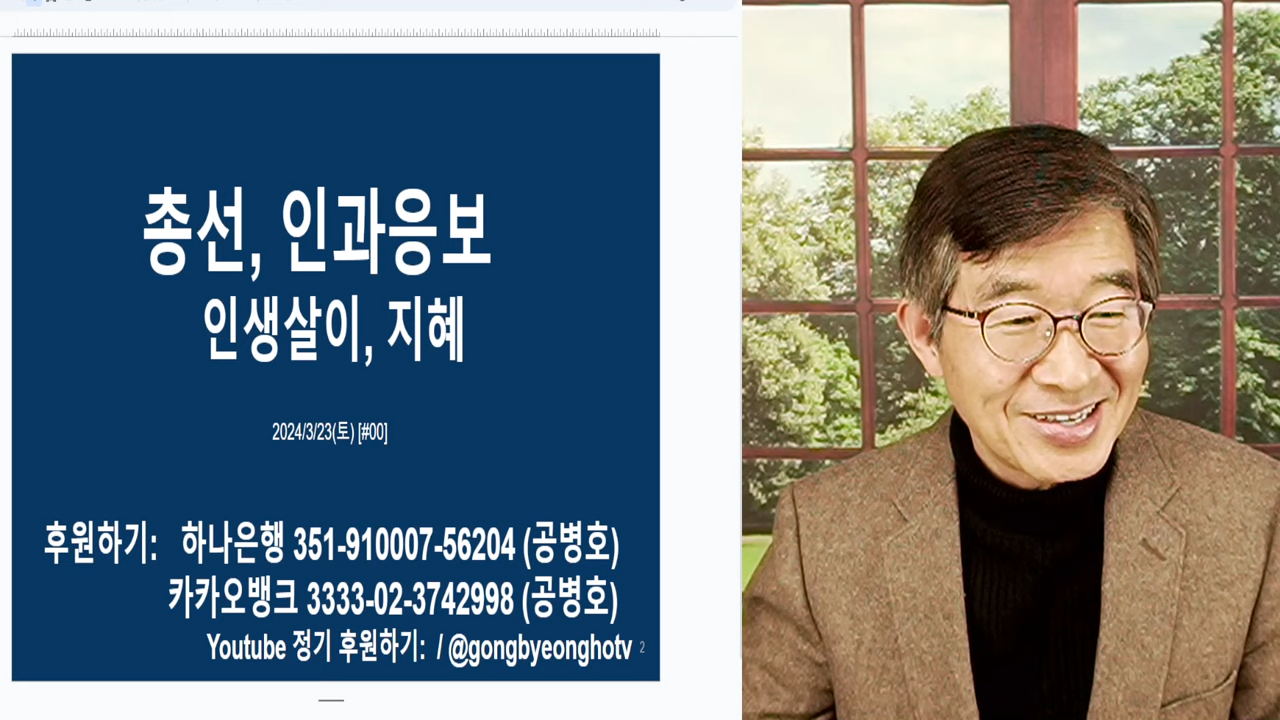 총선, 인과응보
인생살이, 지혜
2024/3/23(토) [#00]
후원하기: 하나은행 351-910007-56204 (공병호)
카카오뱅크 3333-02-3742998 (공병호)
Youtube 정기 후원하기: / @gongbyeonghotv 2